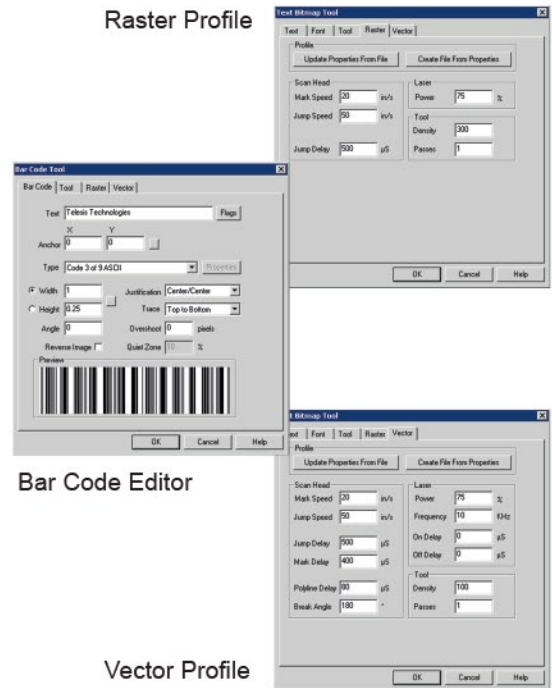 Raster Profile
Text Bitmap Tool
Text Font Tool Raster Vector
Profile
Update Properties From File Create File From Properties
Scan Head Laser
Mark Speed 20 in/s Power 75 %
Jump Speed 50 in/s Tool
Density 300
Jump Delay 500 µS Passes 1
OK Cancel Help
Bar Code Tool
Bar Code Tool Raster Vector
Text Telesis Technologies Flags
X Y
Anchor 0 0
Type Code 3 of 9 ASCII Properties
Width 1 Justification Center/Center
Height 0.25 Trace Top to Bottom
Angle 0 Overshoot 0 pixels
Reverse Image Quiet Zone 10 %
Preview
OK Cancel Help
Bar Code Editor
Bitmap Tool
Font Tool Raster Vector
Profile
Update Properties From File Create File From Properties
Scan Head Laser
Mark Speed 20 in/s Power 75 %
Jump Speed 50 in/s Frequency 10 KHz
Jump Delay 500 µS On Delay 0 µS
Mark Delay 400 µS Off Delay 0 µS
Tool
Polyline Delay 80 µS Density 100
Break Angle 180 ° Passes 1
OK Cancel Help
Vector Profile